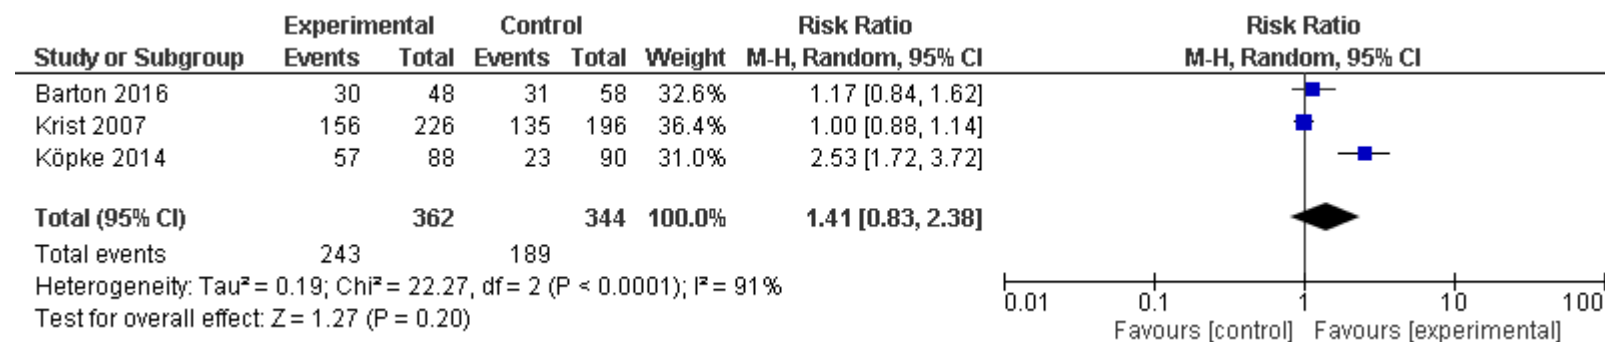 Experimental Control Risk Ratio Risk Ratio
Study or Subgroup Events Total Events Total Weight M-H, Random, 95% CI M-H, Random, 95% CI
Barton 2016 30 48 31 58 32.6% 1.17 [0.84, 1.62]
Krist 2007 156 226 135 196 36.4% 1.00 [0.88, 1.14]
Köpke 2014 57 88 23 90 31.0% 2.53 [1.72, 3.72]
Total (95% CI) 362 344 100.0% 1.41 [0.83, 2.38]
Total events 243 189
Heterogeneity: Tau² = 0.19; Chi² = 22.27, df = 2 (P < 0.0001); I² = 91%
Test for overall effect: Z = 1.27 (P = 0.20)
0.01 0.1 1 10 100
Favours [control] Favours [experimental]